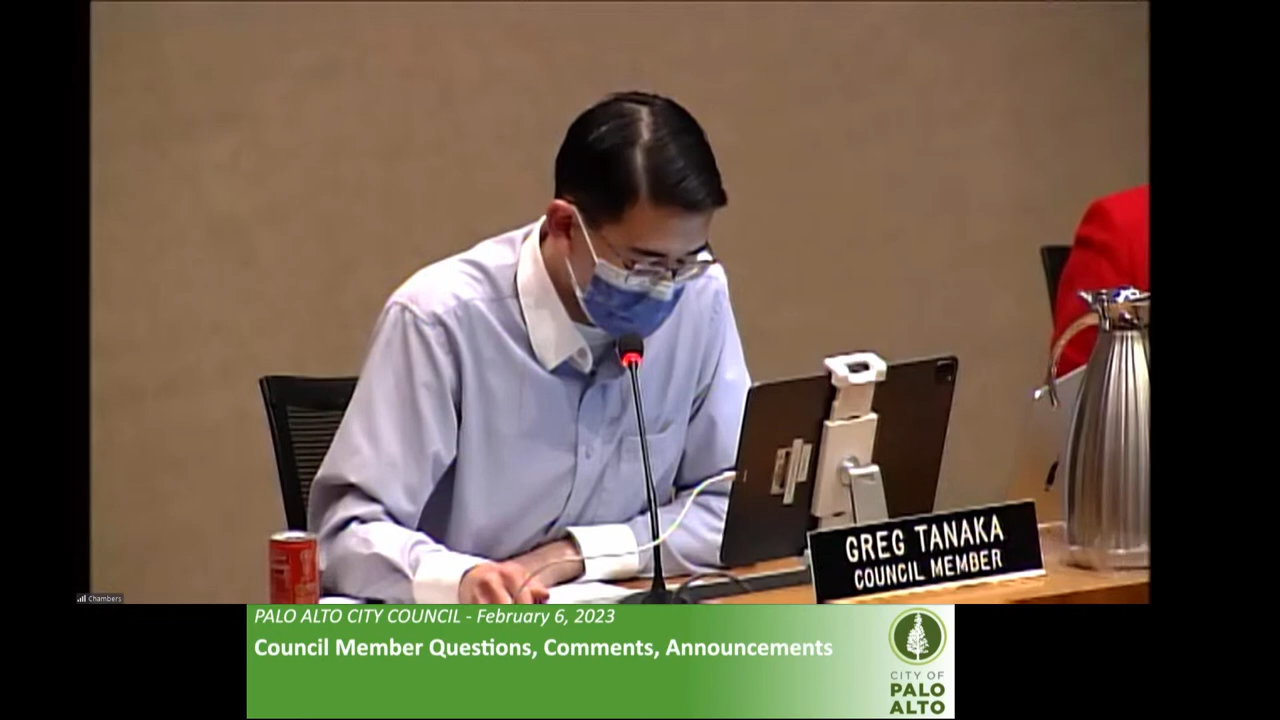 GREG TANAKA
COUNCIL MEMBER
Chambers
PALO ALTO CITY COUNCIL - February 6, 2023
Council Member Questions, Comments, Announcements
CITY OF
PALO
ALTO